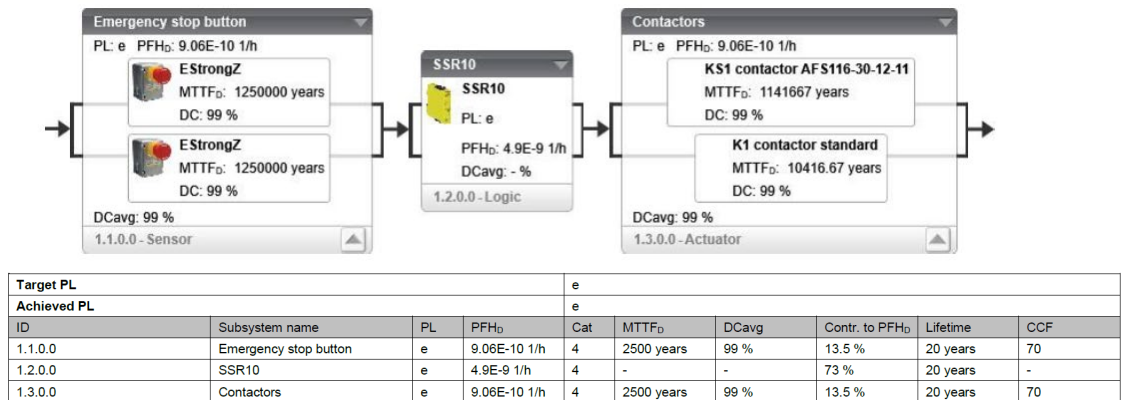 Emergency stop button
PL: e PFHD: 9.06E-10 1/h
EStrongZ
MTTFD: 1250000 years
DC: 99 %
EStrongZ
MTTFD: 1250000 years
DC: 99 %
DCavg: 99 %
1.1.0.0 - Sensor
SSR10
SSR10
PL: e
PFHD: 4.9E-9 1/h
DCavg: - %
1.2.0.0 - Logic
Contactors
PL: e PFHD: 9.06E-10 1/h
KS1 contactor AFS116-30-12-11
MTTFD: 1141667 years
DC: 99 %
K1 contactor standard
MTTFD: 10416.67 years
DC: 99 %
DCavg: 99 %
1.3.0.0 - Actuator
Target PL e
Achieved PL e
ID Subsystem name PL PFHD Cat MTTFD DCavg Contr. to PFHD Lifetime CCF
1.1.0.0 Emergency stop button e 9.06E-10 1/h 4 2500 years 99 % 13.5 % 20 years 70
1.2.0.0 SSR10 e 4.9E-9 1/h 4 - - 73 % 20 years -
1.3.0.0 Contactors e 9.06E-10 1/h 4 2500 years 99 % 13.5 % 20 years 70